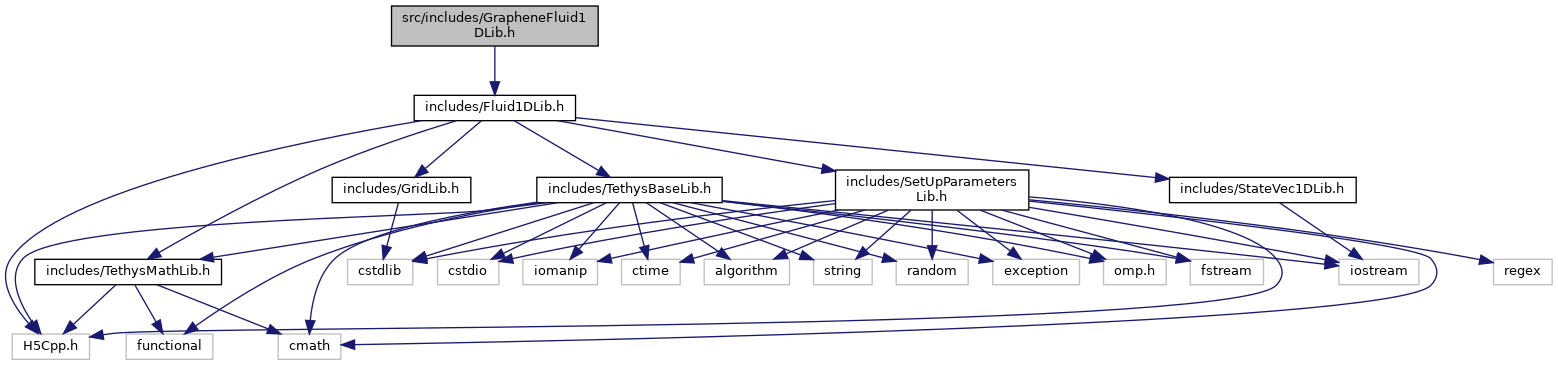 src/includes/GrapheneFluid1
DLib.h
includes/Fluid1DLib.h
includes/GridLib.h
includes/TethysBaseLib.h
includes/SetUpParameters
Lib.h
includes/StateVec1DLib.h
includes/TethysMathLib.h
cstdlib
cstdio
iomanip
ctime
algorithm
string
random
exception
omp.h
fstream
iostream
regex
H5Cpp.h
functional
cmath